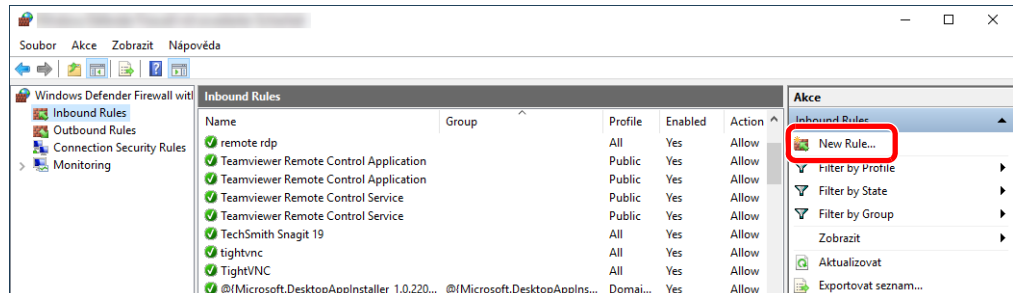 Soubor Akce Zobrazit Nápověda
Windows Defender Firewall witl
Inbound Rules
Outbound Rules
Connection Security Rules
Monitoring
Inbound Rules
Name Group Profile Enabled Action
remote rdp All Yes Allow
Teamviewer Remote Control Application Public Yes Allow
Teamviewer Remote Control Application Public Yes Allow
Teamviewer Remote Control Service Public Yes Allow
Teamviewer Remote Control Service Public Yes Allow
TechSmith Snagit 19 All Yes Allow
tightvnc All Yes Allow
TightVNC All Yes Allow
@{Microsoft.DesktopAppInstaller_1.0.220... @{Microsoft.DesktopAppIns... Domai... Yes Allow
Akce
Inbound Rules
New Rule...
Filter by Profile
Filter by State
Filter by Group
Zobrazit
Aktualizovat
Exportovat seznam...